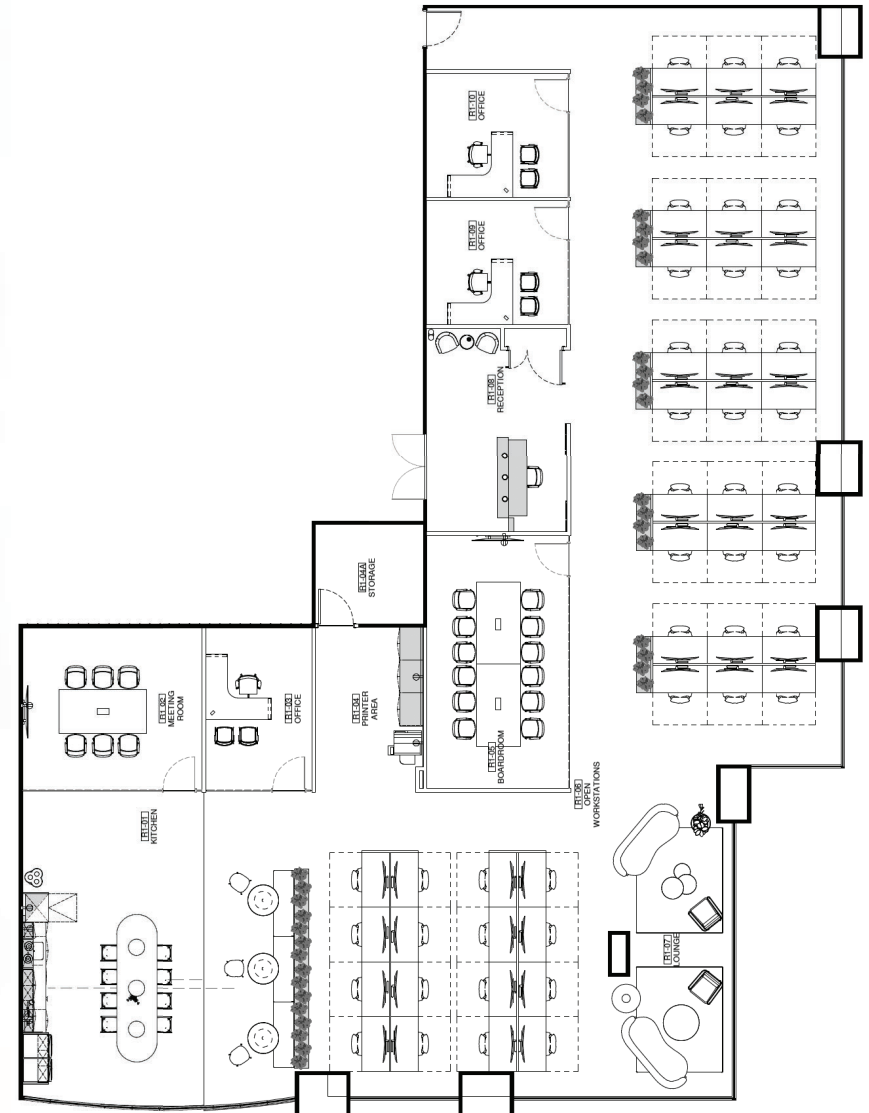 R1-10
OFFICE
R1-09
OFFICE
R1-08
RECEPTION
R1-04A
STORAGE
R1-02
MEETING
ROOM
R1-03
OFFICE
R1-04
PRINTER
AREA
R1-05
BOARDROOM
R1-06
OPEN
WORKSTATIONS
R1-01
KITCHEN
R1-07
LOUNGE